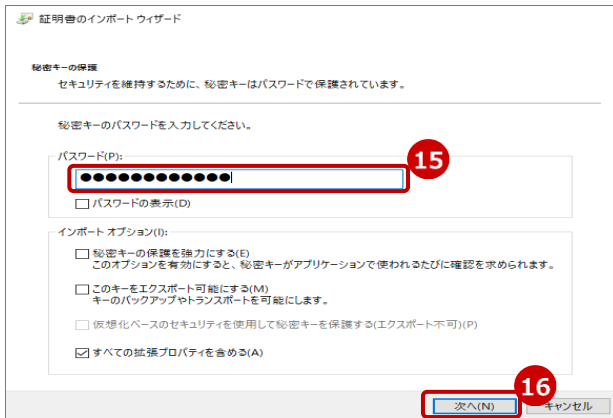 証明書のインポート ウィザード
秘密キーの保護
セキュリティを維持するために、秘密キーはパスワードで保護されています。
秘密キーのパスワードを入力してください。
パスワード(P):
●●●●●●●●●●●●
15
パスワードの表示(D)
インポート オプション(I):
秘密キーの保護を強力にする(E)
このオプションを有効にすると、秘密キーがアプリケーションで使われるたびに確認を求められます。
このキーをエクスポート可能にする(M)
キーのバックアップやトランスポートを可能にします。
仮想化ベースのセキュリティを使用して秘密キーを保護する(エクスポート不可)(P)
すべての拡張プロパティを含める(A)
16
次へ(N)
キャンセル